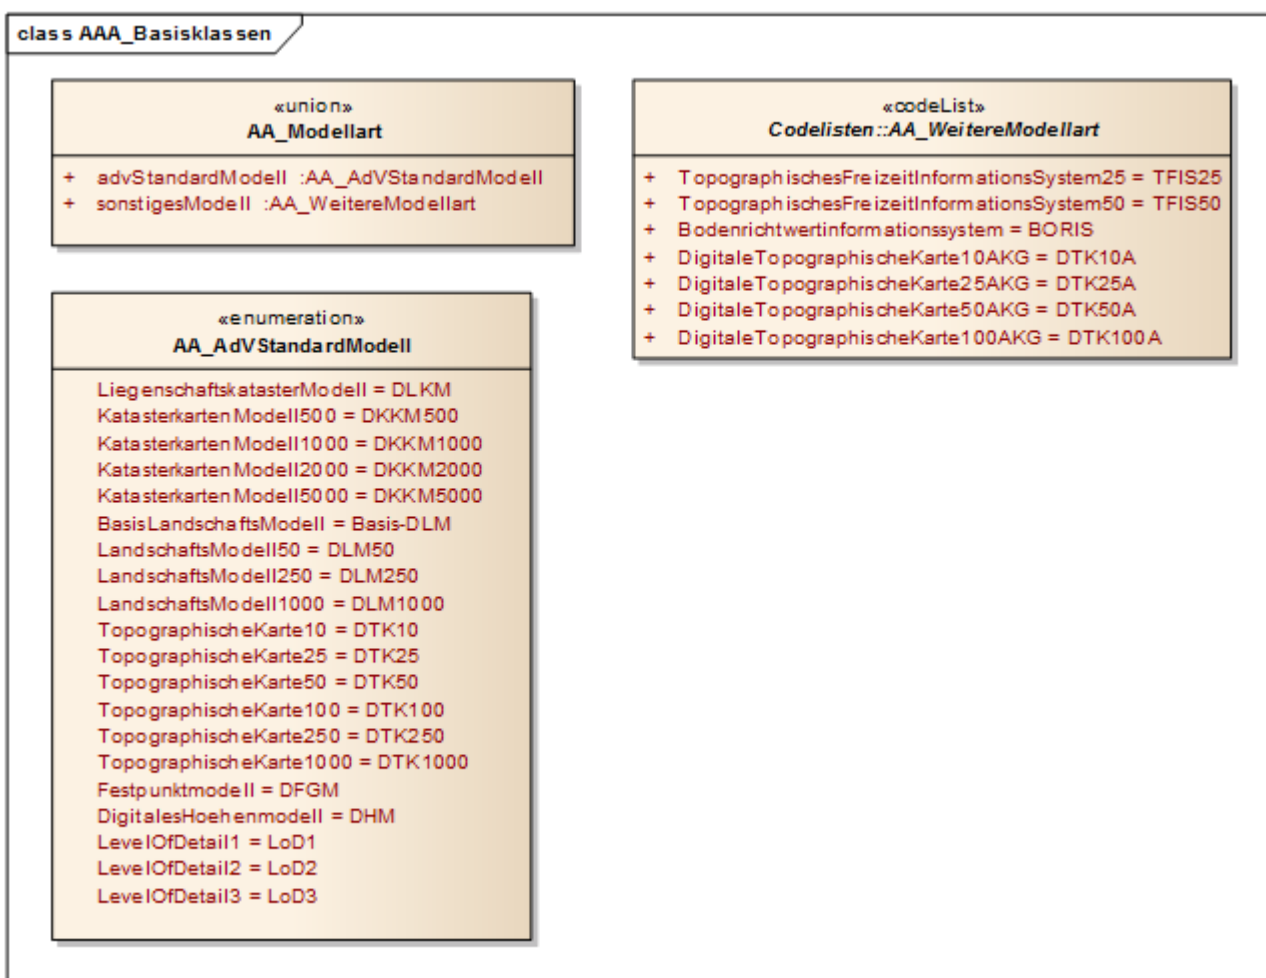 class AAA_Basisklassen
«union»
AA_Modellart
+ advStandardModell :AA_AdVStandardModell
+ sonstigesModell :AA_WeitereModellart
«codeList»
Codelisten::AA_WeitereModellart
+ TopographischesFreizeitInformationsSystem25 = TFIS25
+ TopographischesFreizeitInformationsSystem50 = TFIS50
+ Bodenrichtwertinformationssystem = BORIS
+ DigitaleTopographischeKarte10AKG = DTK10A
+ DigitaleTopographischeKarte25AKG = DTK25A
+ DigitaleTopographischeKarte50AKG = DTK50A
+ DigitaleTopographischeKarte100AKG = DTK100A
«enumeration»
AA_AdVStandardModell
LiegenschaftskatasterModell = DLKM
KatasterkartenModell500 = DKKM500
KatasterkartenModell1000 = DKKM1000
KatasterkartenModell2000 = DKKM2000
KatasterkartenModell5000 = DKKM5000
BasisLandschaftsModell = Basis-DLM
LandschaftsModell50 = DLM50
LandschaftsModell250 = DLM250
LandschaftsModell1000 = DLM1000
TopographischeKarte10 = DTK10
TopographischeKarte25 = DTK25
TopographischeKarte50 = DTK50
TopographischeKarte100 = DTK100
TopographischeKarte250 = DTK250
TopographischeKarte1000 = DTK1000
Festpunktmodell = DFGM
DigitalesHoehenmodell = DHM
LevelOfDetail1 = LoD1
LevelOfDetail2 = LoD2
LevelOfDetail3 = LoD3